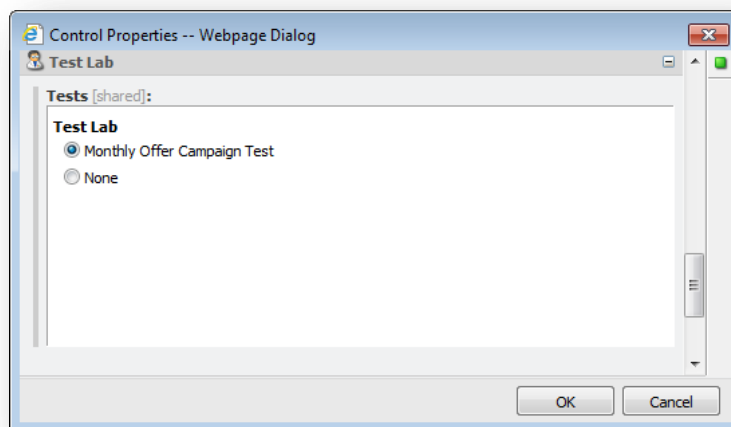 Control Properties -- Webpage Dialog
Test Lab
Tests [shared]:
Test Lab
Monthly Offer Campaign Test
None
OK
Cancel